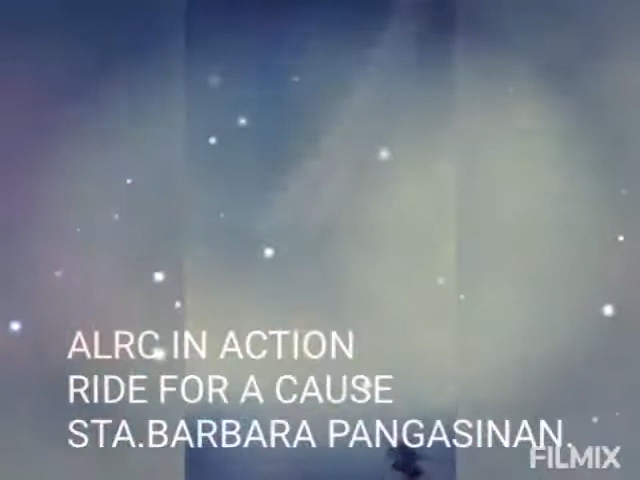 ALRC IN ACTION
RIDE FOR A CAUSE
STA.BARBARA PANGASINAN.
FILMIX